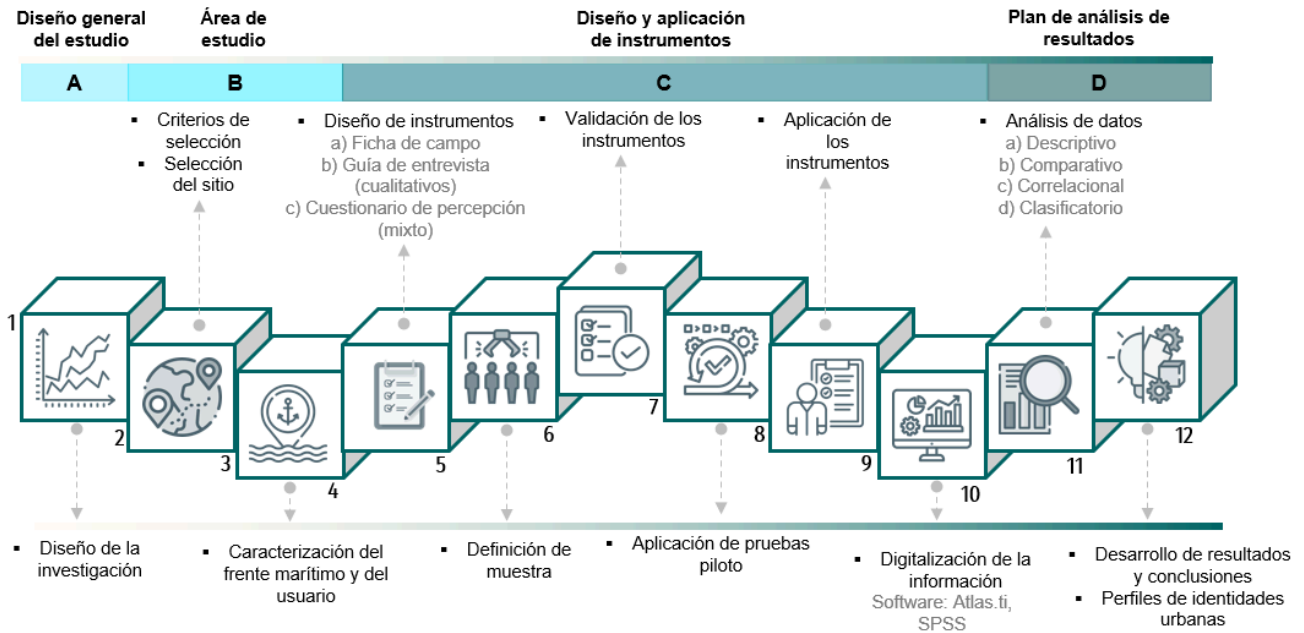 Diseño general
del estudio
Área de
estudio
Diseño y aplicación
de instrumentos
Plan de análisis de
resultados
A
B
C
D
▪ Criterios de
selección
▪ Selección
del sitio
▪ Diseño de instrumentos
a) Ficha de campo
b) Guía de entrevista
(cualitativos)
c) Cuestionario de percepción
(mixto)
▪ Validación de los
instrumentos
▪ Aplicación de
los
instrumentos
▪ Análisis de datos
a) Descriptivo
b) Comparativo
c) Correlacional
d) Clasificatorio
1
2
3
4
5
6
7
8
9
10
11
12
▪ Diseño de la
investigación
▪ Caracterización del
frente marítimo y del
usuario
▪ Definición de
muestra
▪ Aplicación de pruebas
piloto
▪ Digitalización de la
información
Software: Atlas.ti,
SPSS
▪ Desarrollo de resultados
y conclusiones
▪ Perfiles de identidades
urbanas